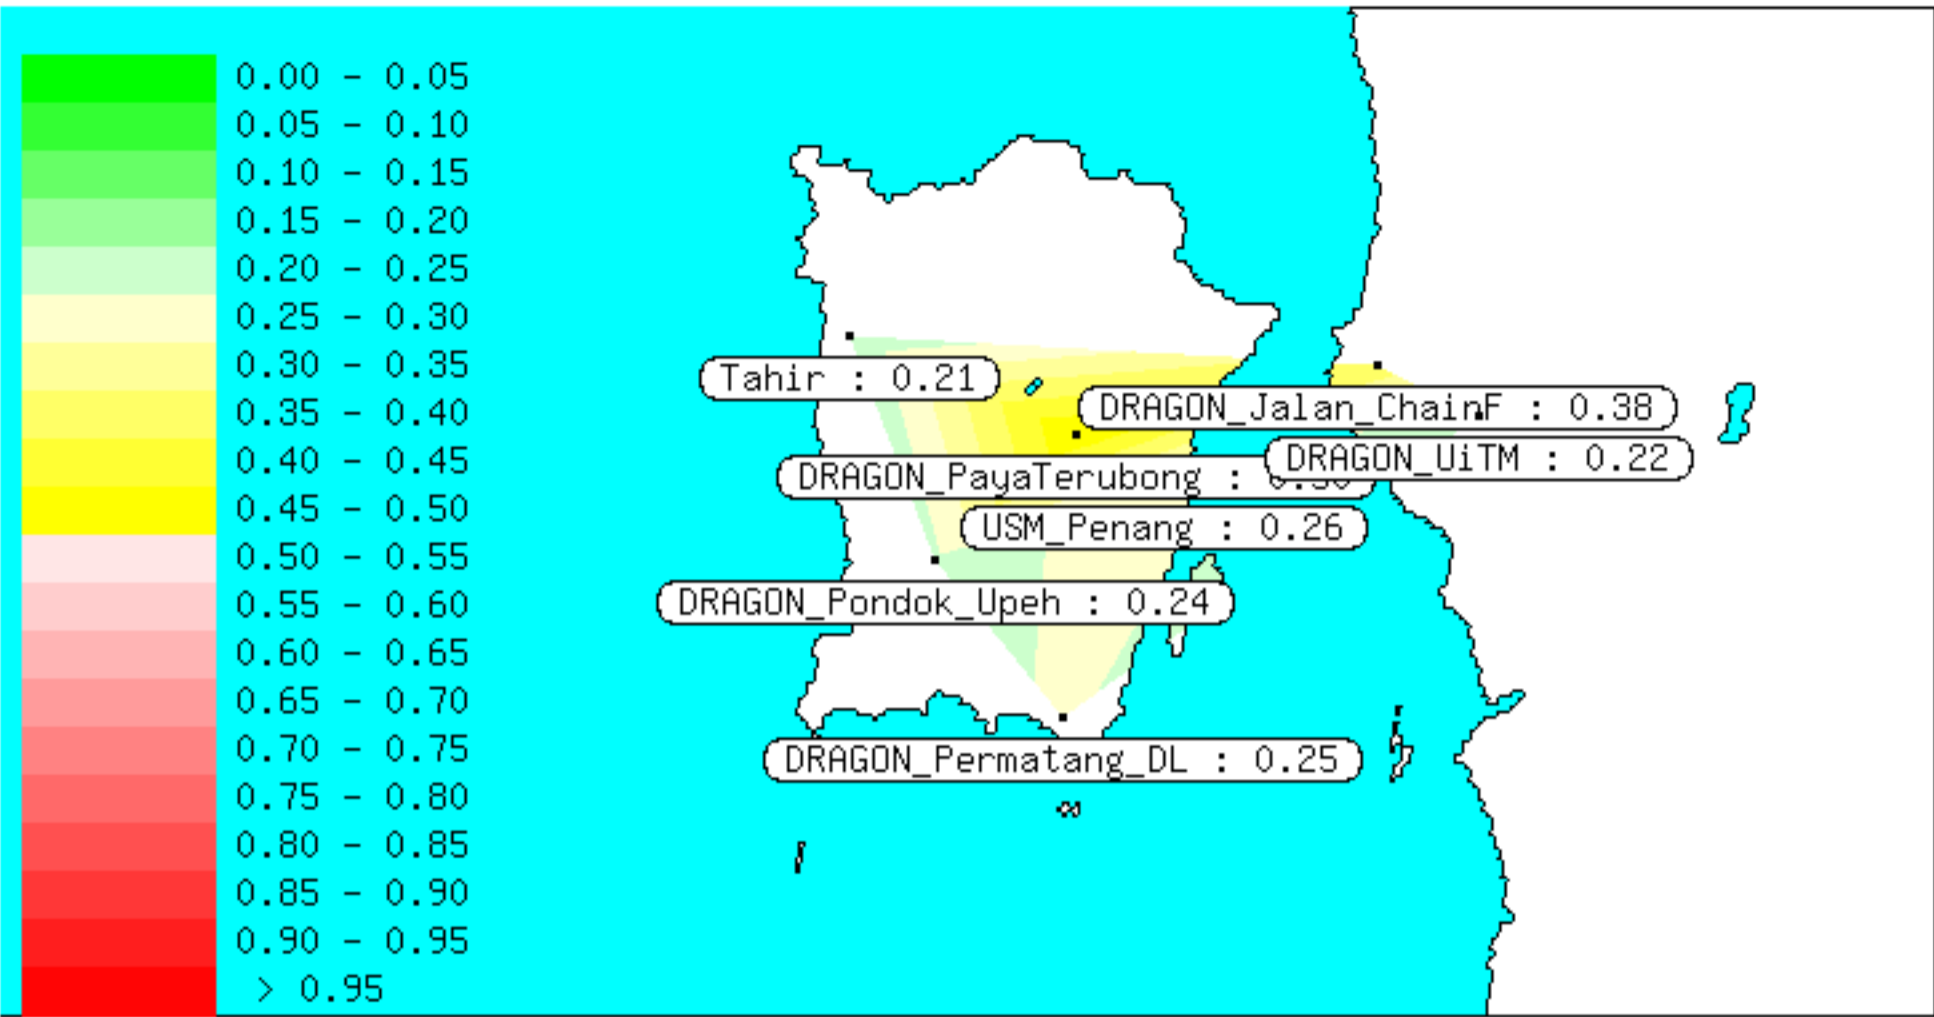 0.00 - 0.05
0.05 - 0.10
0.10 - 0.15
0.15 - 0.20
0.20 - 0.25
0.25 - 0.30
0.30 - 0.35
0.35 - 0.40
0.40 - 0.45
0.45 - 0.50
0.50 - 0.55
0.55 - 0.60
0.60 - 0.65
0.65 - 0.70
0.70 - 0.75
0.75 - 0.80
0.80 - 0.85
0.85 - 0.90
0.90 - 0.95
> 0.95
Tahir : 0.21
DRAGON_Jalan_ChainF : 0.38
DRAGON_UiTM : 0.22
DRAGON_PayaTerubong :
USM_Penang : 0.26
DRAGON_Pondok_Upeh : 0.24
DRAGON_Permatang_DL : 0.25